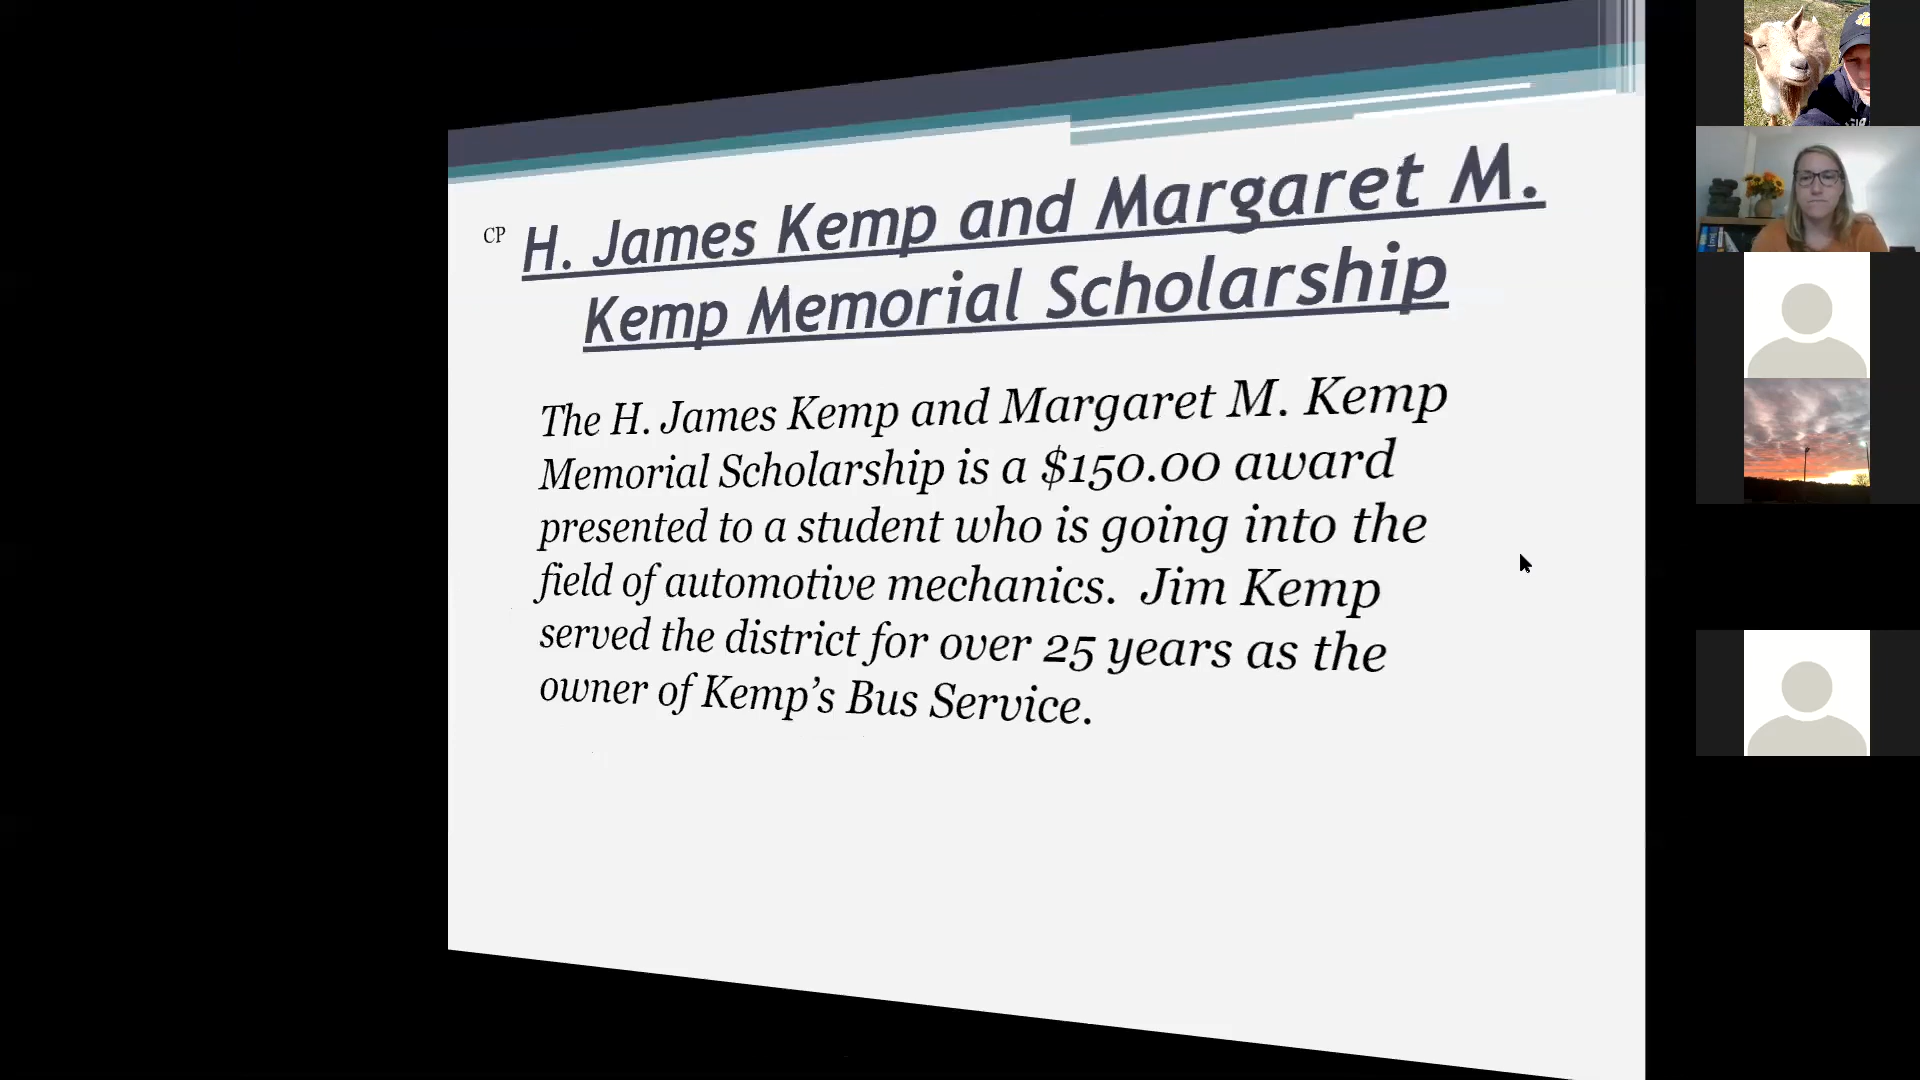 CP
H. James Kemp and Margaret M.
Kemp Memorial Scholarship
The H. James Kemp and Margaret M. Kemp
Memorial Scholarship is a $150.00 award
presented to a student who is going into the
field of automotive mechanics.  Jim Kemp
served the district for over 25 years as the
owner of Kemp’s Bus Service.